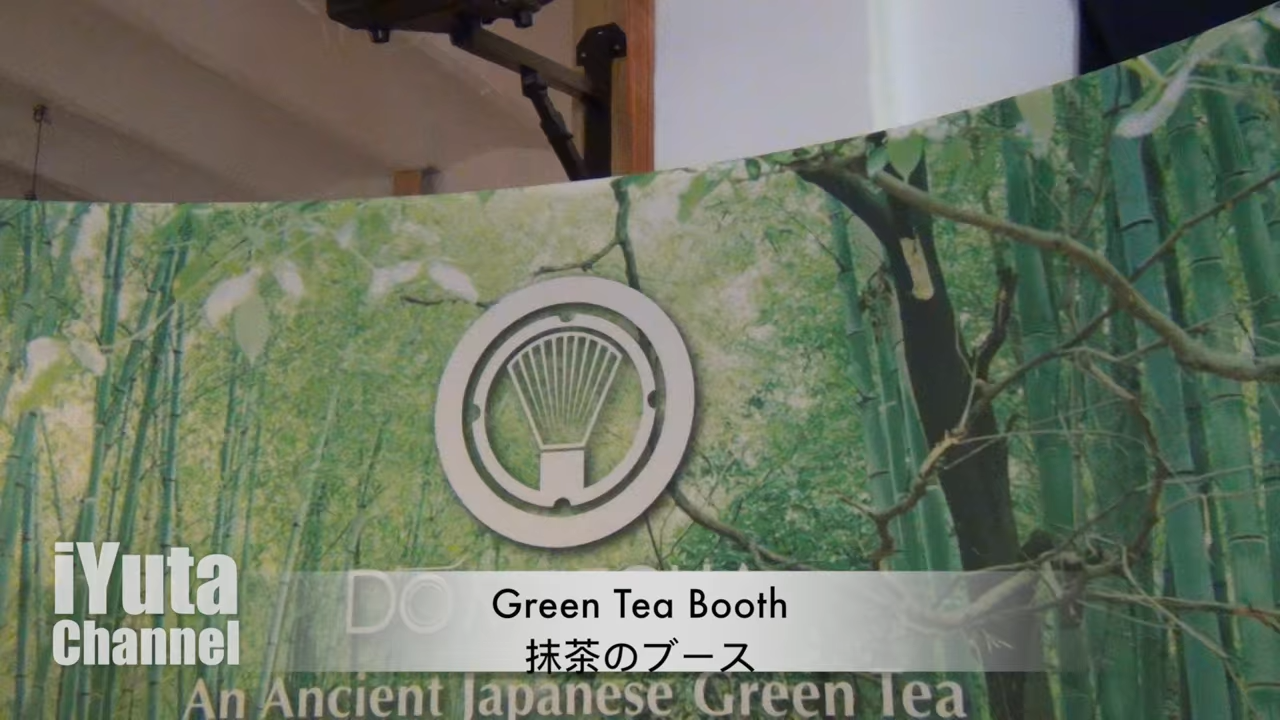 iYuta
Channel
Green Tea Booth
抹茶のブース
An Ancient Japanese Green Tea